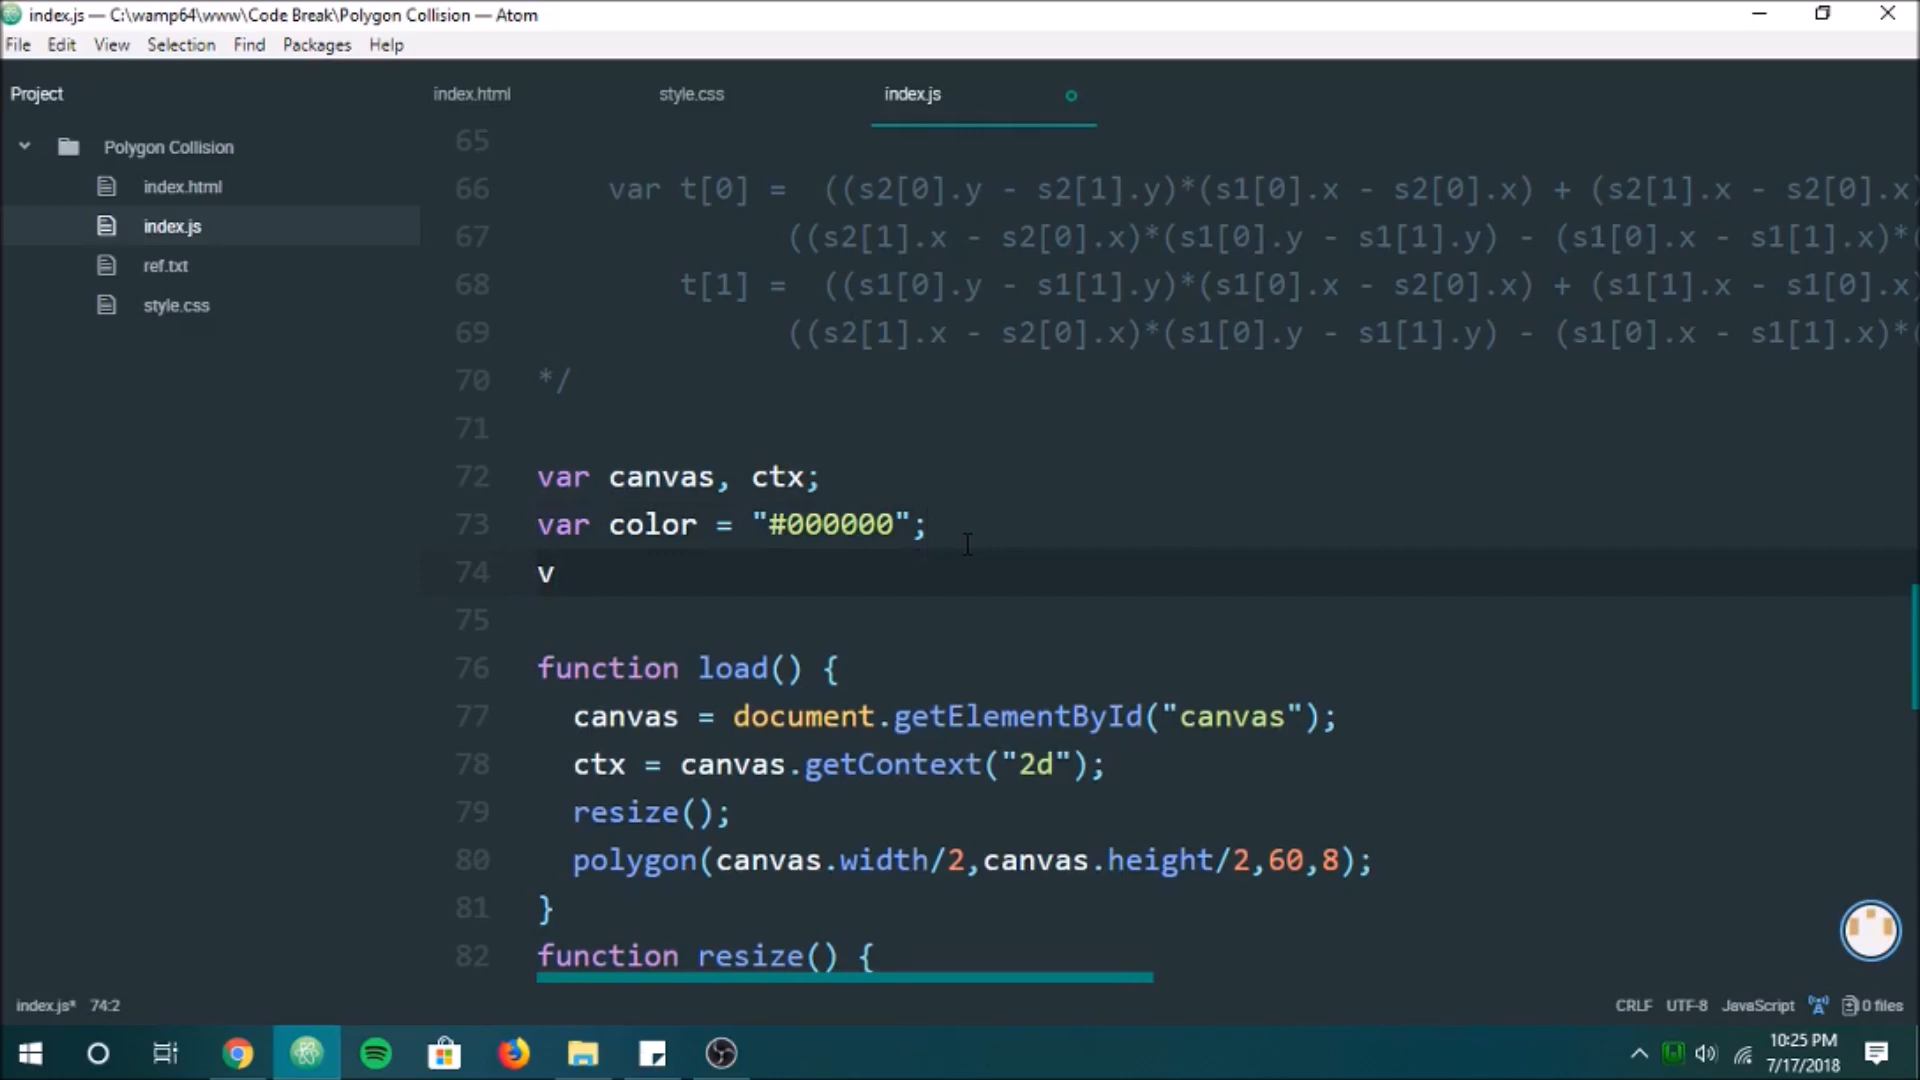 index.js — C:\wamp64\www\Code Break\Polygon Collision — Atom
File Edit View Selection Find Packages Help
Project
index.html style.css index.js
Polygon Collision
index.html
index.js
ref.txt
style.css
65
66 var t[0] = ((s2[0].y - s2[1].y)*(s1[0].x - s2[0].x) + (s2[1].x - s2[0].x)
67 ((s2[1].x - s2[0].x)*(s1[0].y - s1[1].y) - (s1[0].x - s1[1].x)*(
68 t[1] = ((s1[0].y - s1[1].y)*(s1[0].x - s2[0].x) + (s1[1].x - s1[0].x)
69 ((s2[1].x - s2[0].x)*(s1[0].y - s1[1].y) - (s1[0].x - s1[1].x)*(
70 */
71
72 var canvas, ctx;
73 var color = "#000000";
74 v
75
76 function load() {
77 canvas = document.getElementById("canvas");
78 ctx = canvas.getContext("2d");
79 resize();
80 polygon(canvas.width/2,canvas.height/2,60,8);
81 }
82 function resize() {
index.js* 74:2 CRLF UTF-8 JavaScript 0 files
10:25 PM
7/17/2018